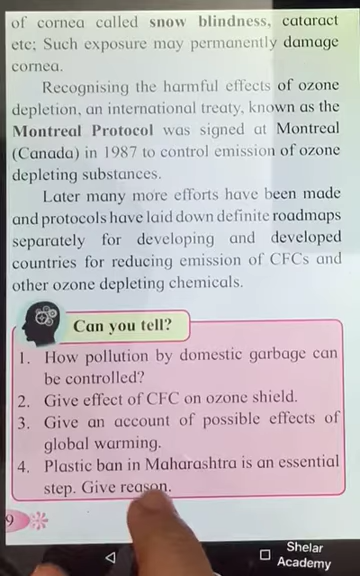 of cornea called snow blindness, cataract
etc; Such exposure may permanently damage
cornea.
Recognising the harmful effects of ozone
depletion, an international treaty, known as the
Montreal Protocol was signed at Montreal
(Canada) in 1987 to control emission of ozone
depleting substances.
Later many more efforts have been made
and protocols have laid down definite roadmaps
separately for developing and developed
countries for reducing emission of CFCs and
other ozone depleting chemicals.
Can you tell?
1. How pollution by domestic garbage can
be controlled?
2. Give effect of CFC on ozone shield.
3. Give an account of possible effects of
global warming.
4. Plastic ban in Maharashtra is an essential
step. Give reason.
9
Shelar
Academy